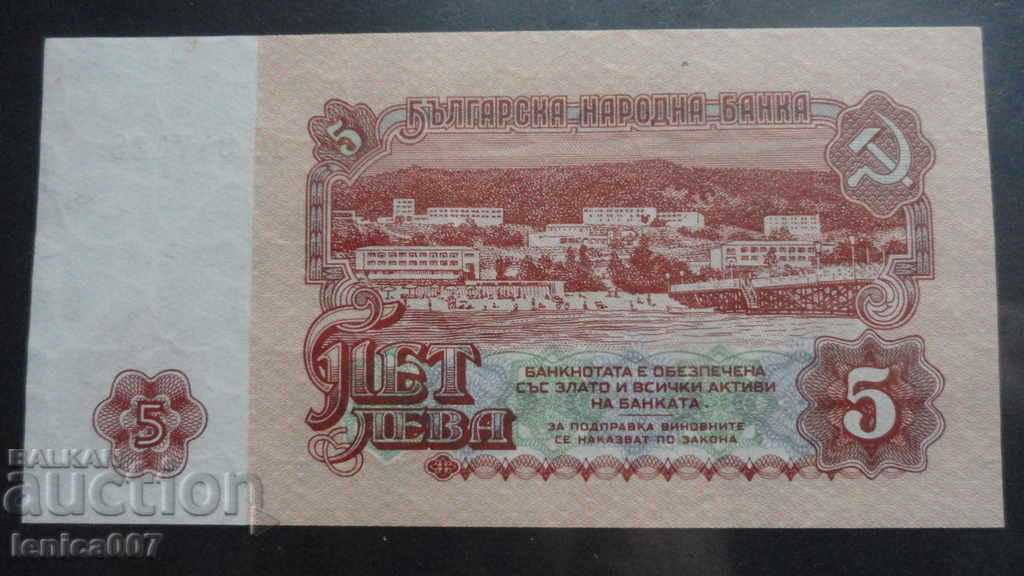 БЪЛГАРСКА НАРОДНА БАНКА
5
ПЕТ
ЛЕВА
БАНКНОТАТА Е ОБЕЗПЕЧЕНА
СЪС ЗЛАТО И ВСИЧКИ АКТИВИ
НА БАНКАТА.
ЗА ПОДПРАВКА ВИНОВНИТЕ
СЕ НАКАЗВАТ ПО ЗАКОНА
5
5
BALKAN
auction
lenica007